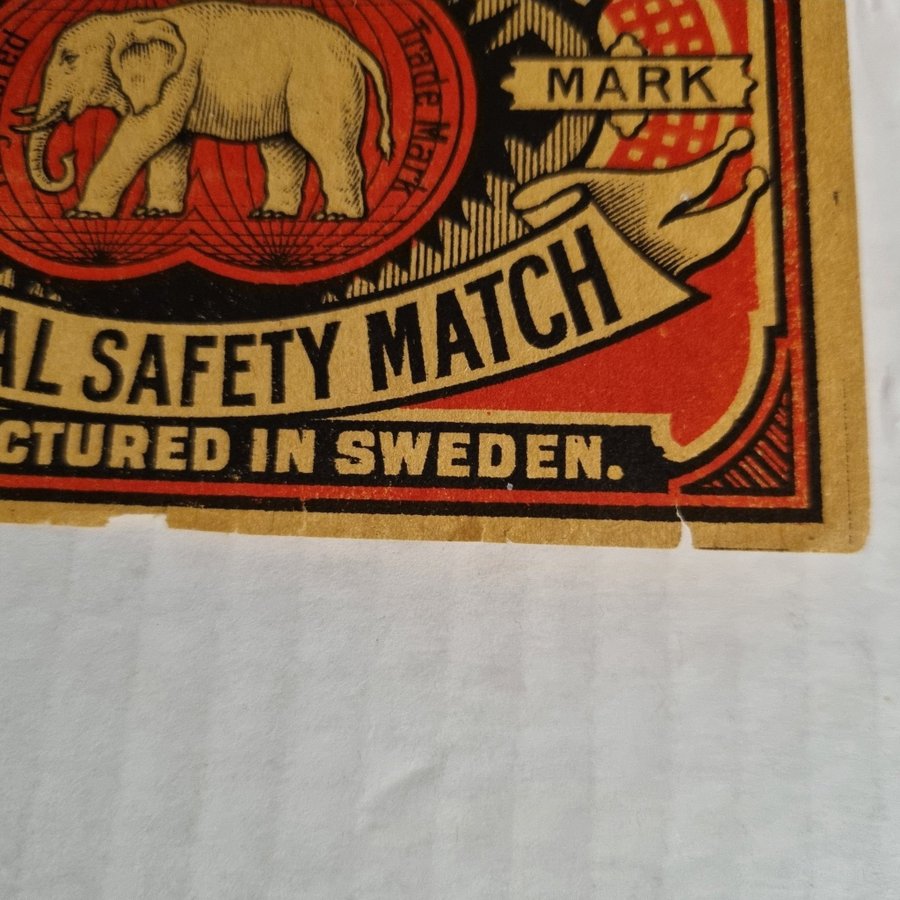 Trade Mark
MARK
AL SAFETY MATCH
CTURED IN SWEDEN.